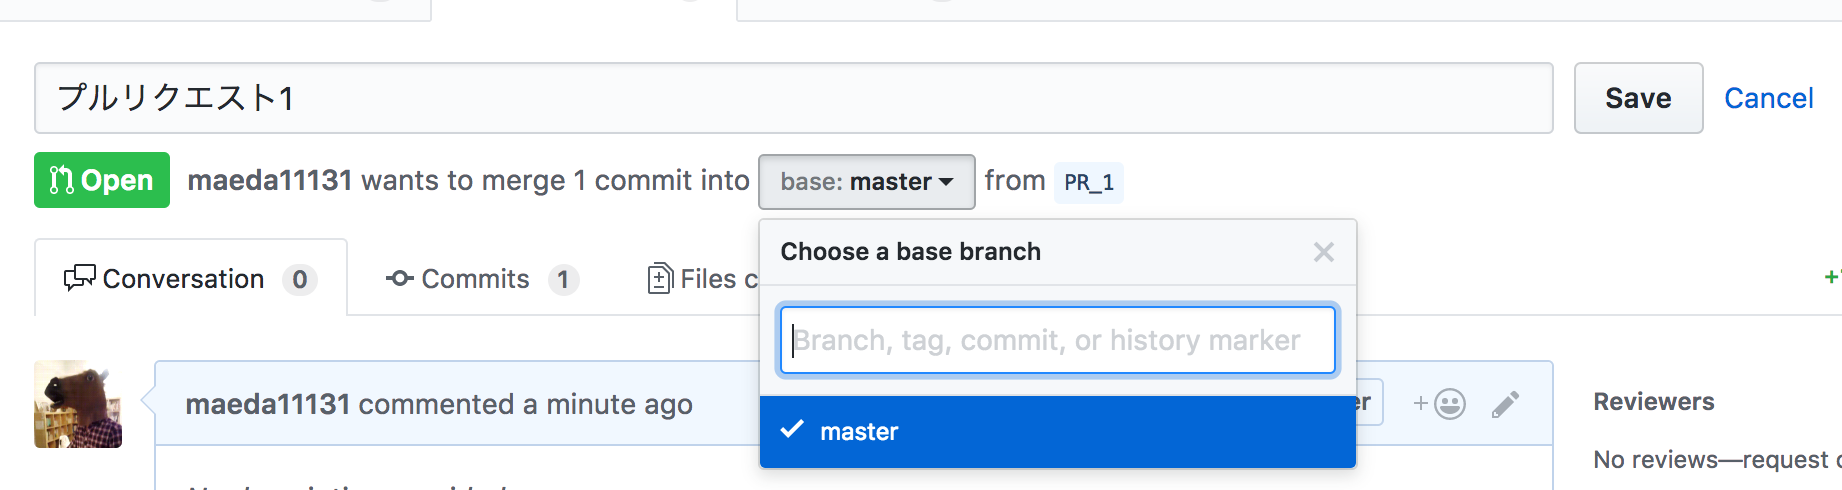 プルリクエスト1
Save
Cancel
Open
maeda11131 wants to merge 1 commit into base: master from PR_1
Choose a base branch
Conversation 0
Commits 1
Files
Branch, tag, commit, or history marker
master
maeda11131 commented a minute ago
Reviewers
No reviews—request